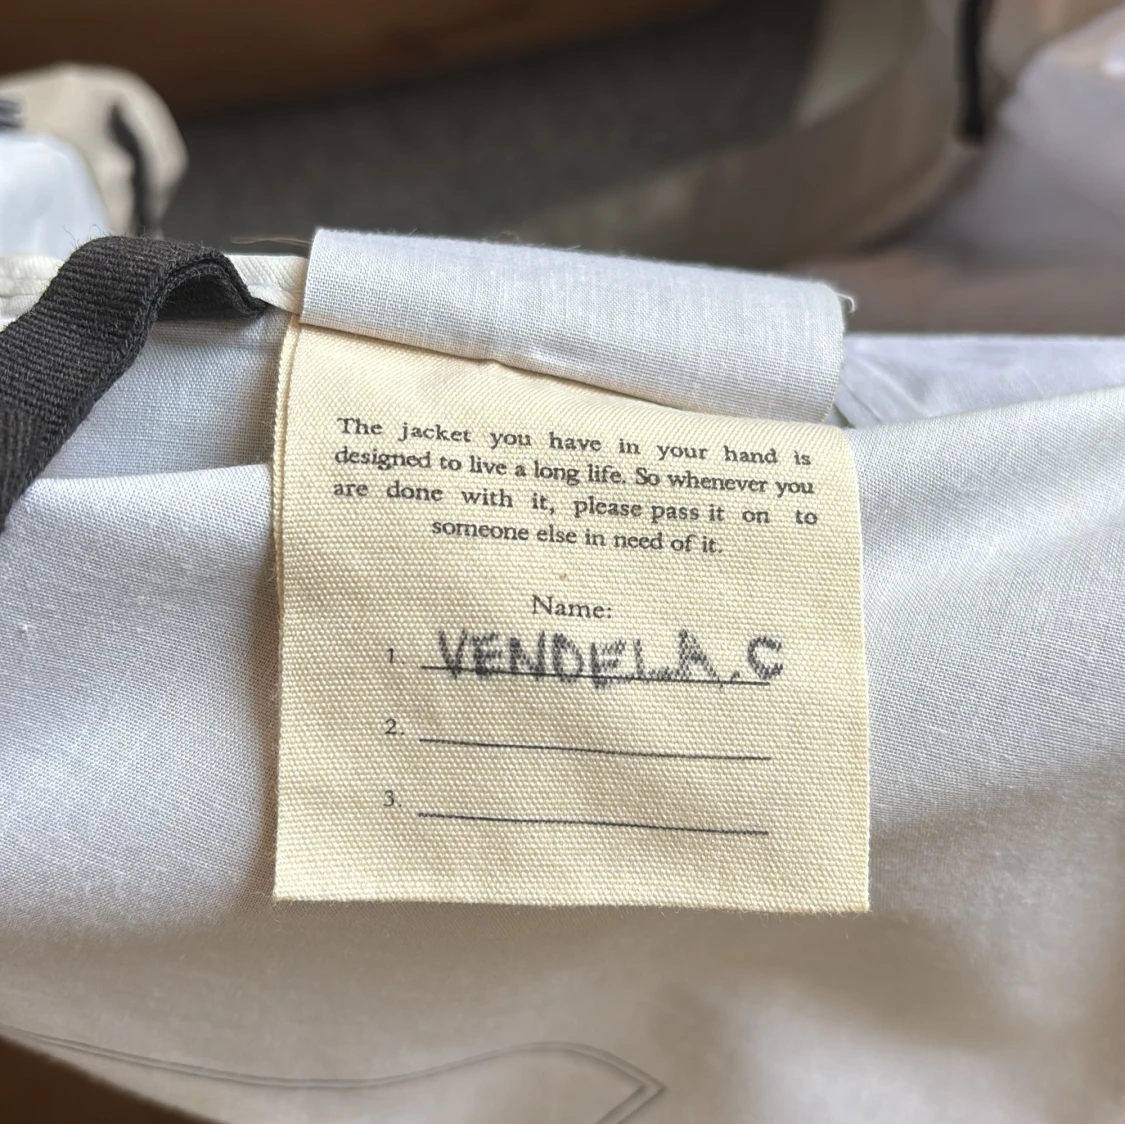 The jacket you have in your hand is
designed to live a long life. So whenever you
are done with it, please pass it on to
someone else in need of it.
Name:
1. VENDELA.C
2.
3.